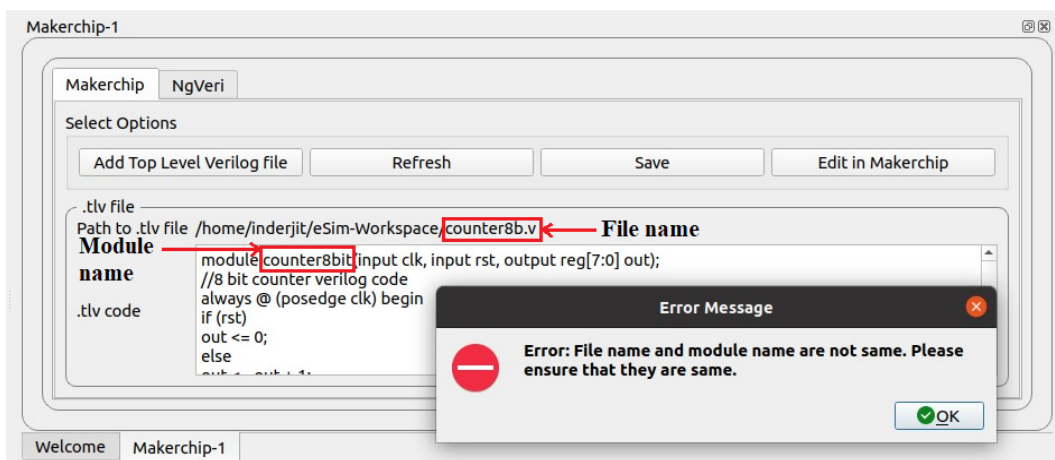 Makerchip-1
Makerchip NgVeri
Select Options
Add Top Level Verilog file Refresh Save Edit in Makerchip
.tlv file
Path to .tlv file /home/inderjit/eSim-Workspace/counter8b.v File name
Module name
module counter8bit(input clk, input rst, output reg[7:0] out);
//8 bit counter verilog code
.tlv code
always @ (posedge clk) begin
if (rst)
out <= 0;
else
Error Message
Error: File name and module name are not same. Please
ensure that they are same.
OK
Welcome Makerchip-1